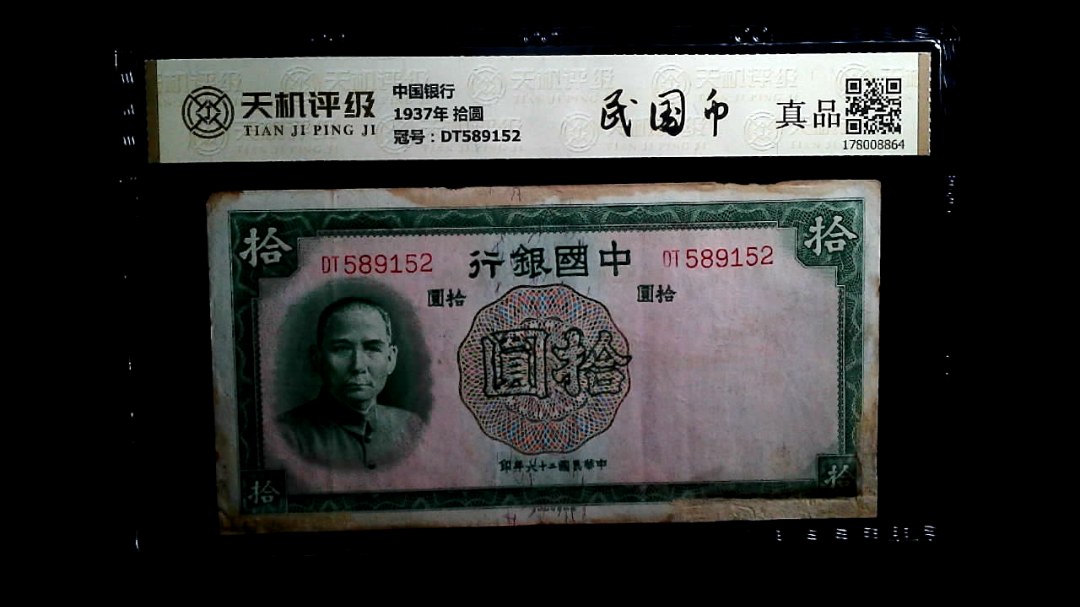 天机评级
TIAN JI PING JI
中国银行
1937年 拾圆
冠号：DT589152
民国币
真品
178008864
拾
拾
DT589152
行銀國中
DT589152
圓拾
圓拾
圓拾
印年六十二國民華中
拾
拾